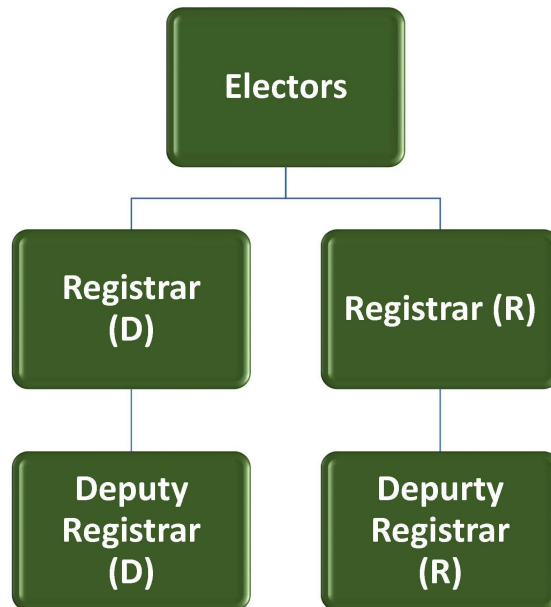 Electors
Registrar
(D)
Registrar (R)
Deputy
Registrar
(D)
Depurty
Registrar
(R)